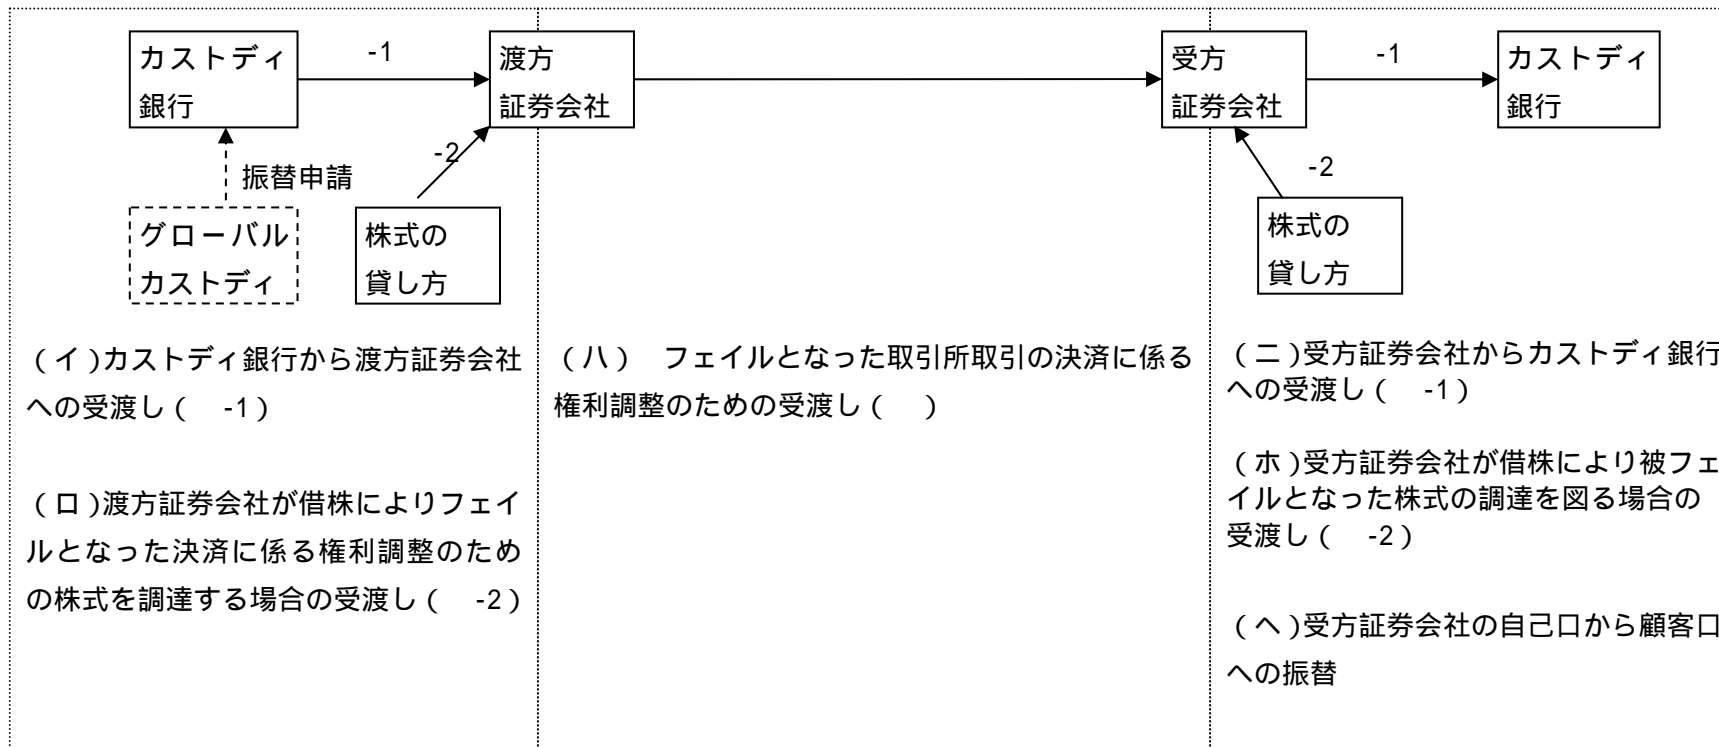 カストディ
銀行
-1
渡方
証券会社
受方
証券会社
-1
カストディ
銀行
-2
振替申請
-2
グローバル
カストディ
株式の
貸し方
株式の
貸し方
(イ)カストディ銀行から渡方証券会社
への受渡し(　-1)
(ロ)渡方証券会社が借株によりフェイ
ルとなった決済に係る権利調整のため
の株式を調達する場合の受渡し(　-2)
(ハ)　フェイルとなった取引所取引の決済に係る
権利調整のための受渡し(　)
(ニ)受方証券会社からカストディ銀行
への受渡し(　-1)
(ホ)受方証券会社が借株により被フェ
イルとなった株式の調達を図る場合の
受渡し(　-2)
(ヘ)受方証券会社の自己口から顧客口
への振替